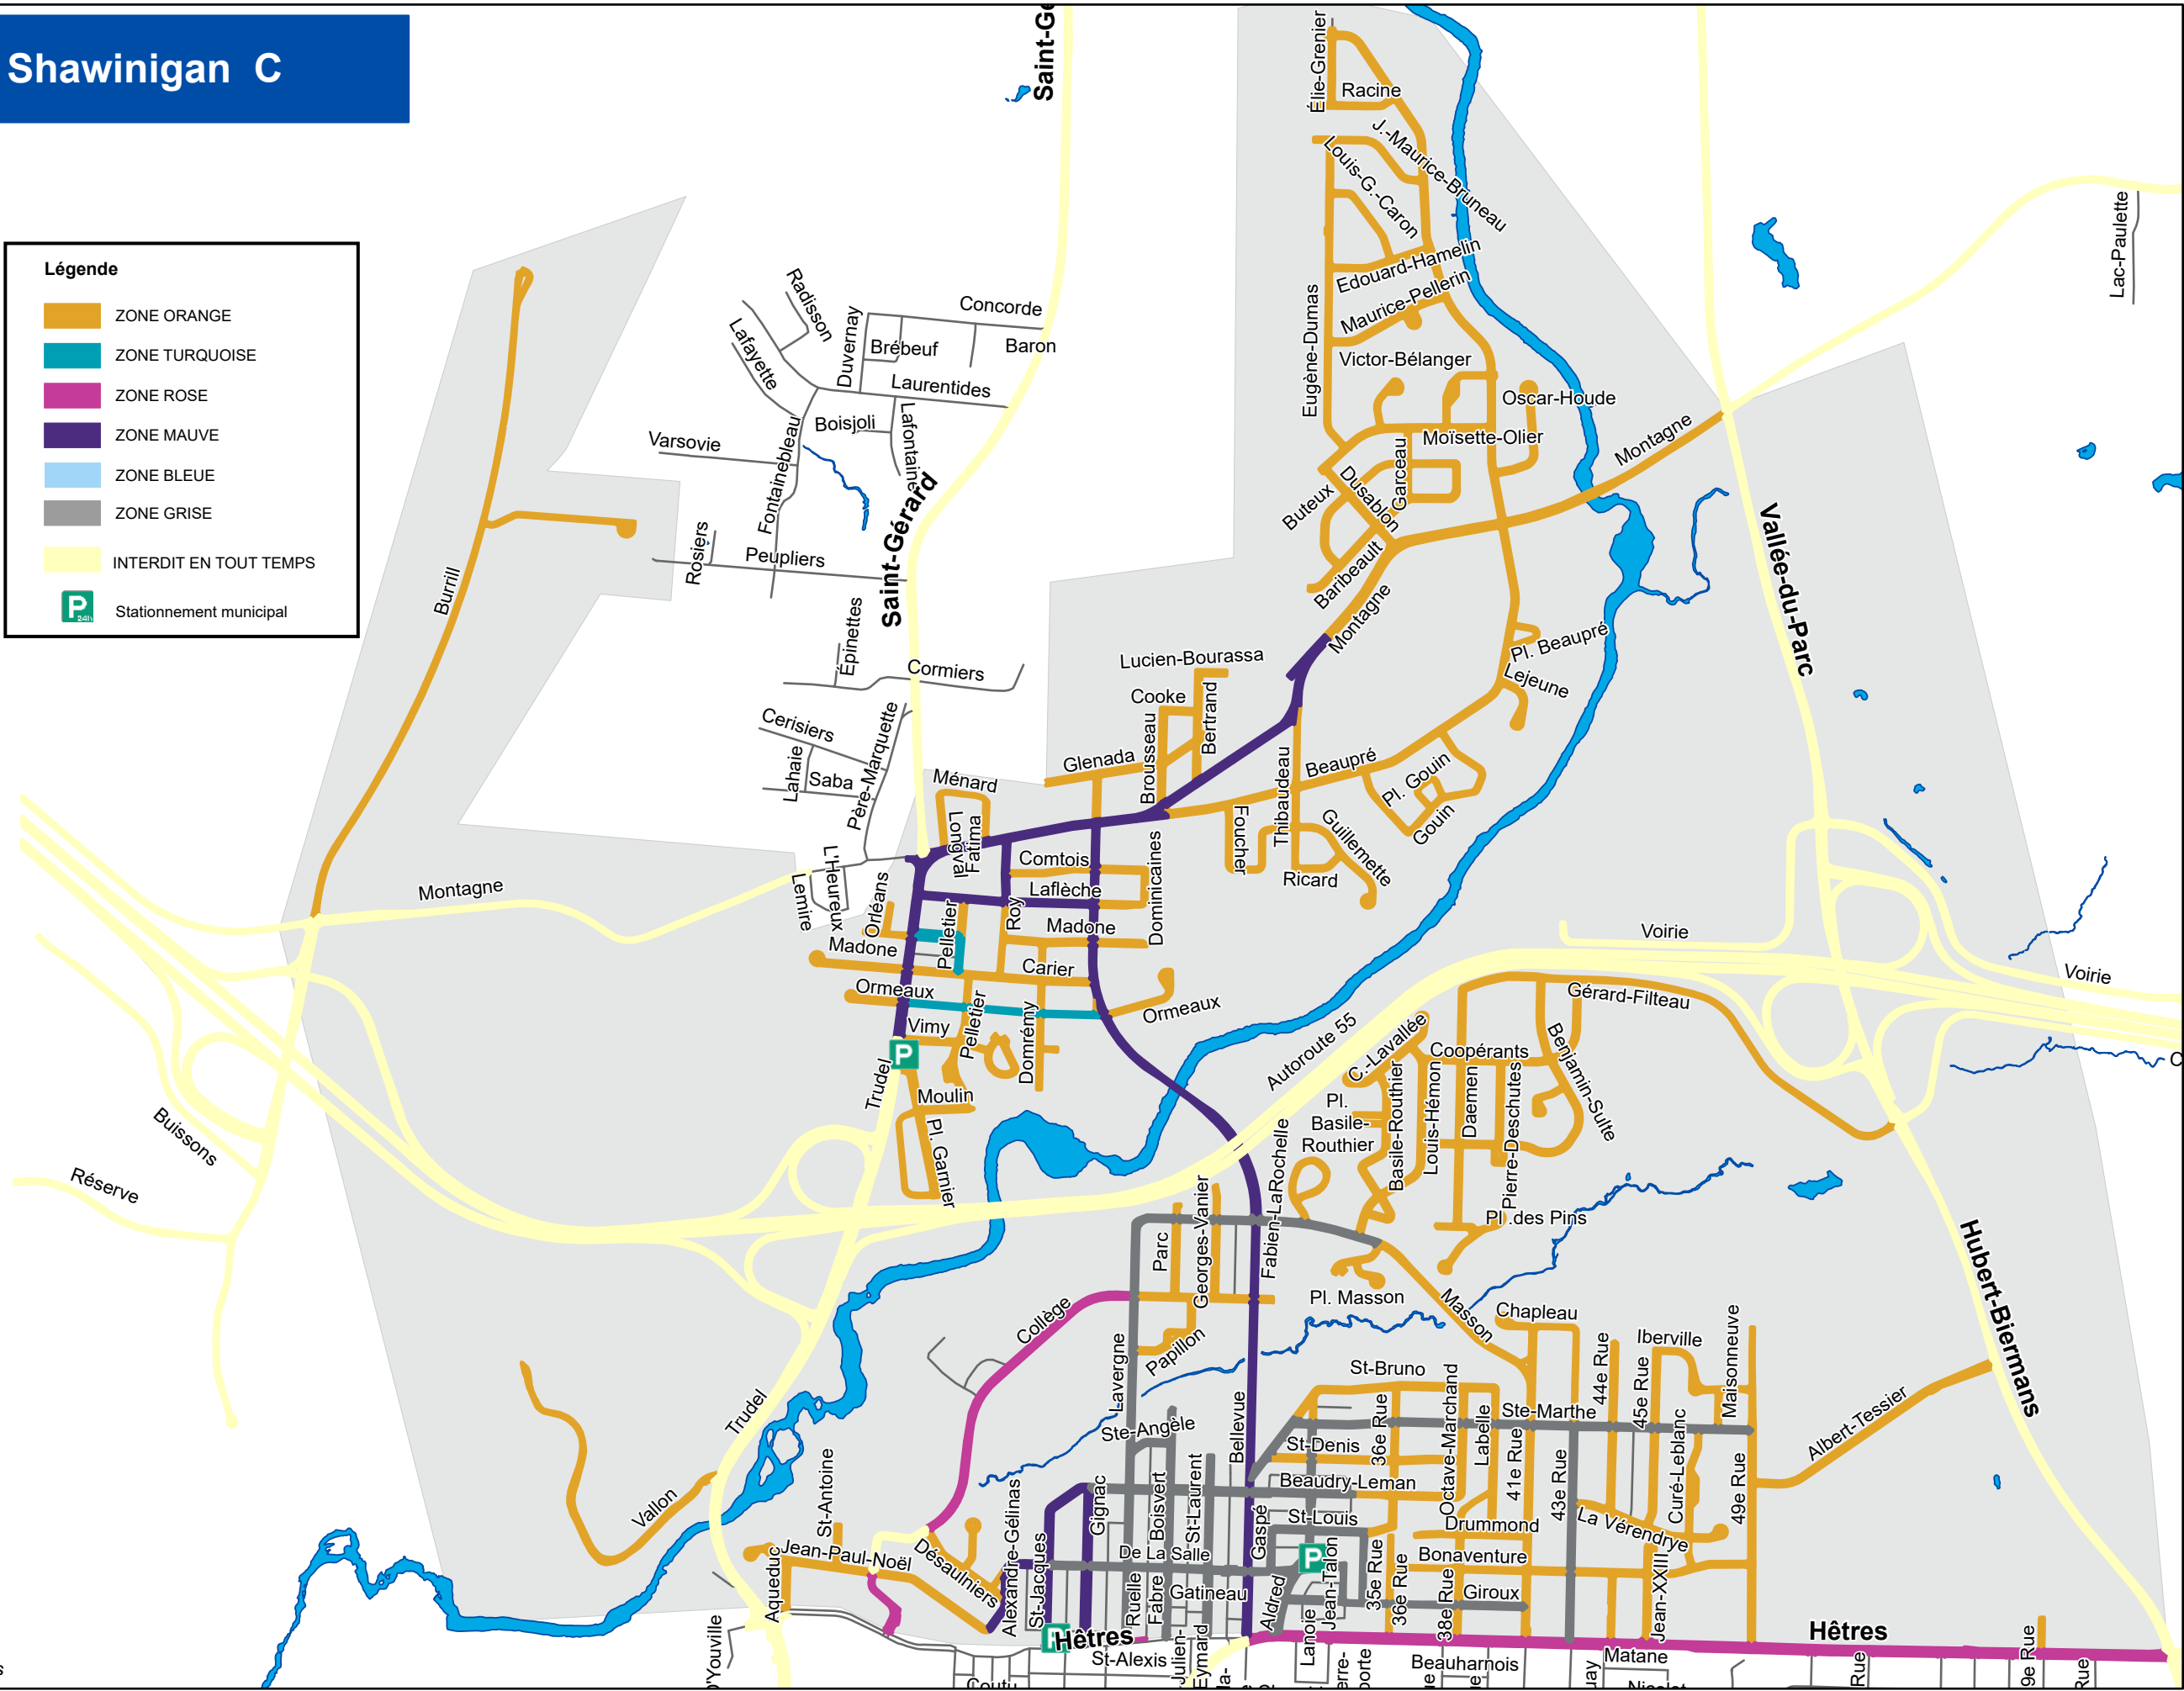 Shawinigan C
Légende
ZONE ORANGE
ZONE TURQUOISE
ZONE ROSE
ZONE MAUVE
ZONE BLEUE
ZONE GRISE
INTERDIT EN TOUT TEMPS
P 24h Stationnement municipal
Saint-Gé
Élie-Grenier
Racine
J.-Maurice-Bruneau
Louis-G.-Caron
Edouard-Hamelin
Maurice-Pellerin
Eugène-Dumas
Victor-Bélanger
Oscar-Houde
Moïsette-Olier
Garceau
Dusablon
Buteux
Baribeault
Montagne
Montagne
Lac-Paulette
Vallée-du-Parc
Radisson
Lafayette
Duvernay
Concorde
Brébeuf
Baron
Laurentides
Boisjoli
Lafontaine
Varsovie
Fontainebleau
Saint-Gérard
Rosiers
Peupliers
Burrill
Épinettes
Cormiers
Cerisiers
Lahaie
Saba
Père-Marquette
L'Heureux
Lemire
Montagne
Lucien-Bourassa
Cooke
Bertrand
Brousseau
Glenada
Ménard
Longval
Fatima
Comtois
Laflèche
Dominicaines
Roy
Madone
Orléans
Madone
Pelletier
Carier
Ormeaux
Ormeaux
Vimy
Pelletier
Domrémy
P
Trudel
Moulin
Pl. Garnier
Pl. Beaupré
Lejeune
Beaupré
Thibaudeau
Foucher
Pl. Gouin
Gouin
Guillemette
Ricard
Voirie
Voirie
Gérard-Filteau
Autoroute 55
C.-Lavallée
Coopérants
Benjamin-Sulte
Pl.
Basile-
Routhier
Basile-Routhier
Louis-Hémon
Daemen
Pierre-Deschutes
Pl .des Pins
Fabien-LaRochelle
Georges-Vanier
Parc
Pl. Masson
Masson
Papillon
Collège
Lavergne
Buissons
Réserve
Trudel
Vallon
Hubert-Biermans
Chapleau
Iberville
Maisonneuve
44e Rue
45e Rue
St-Bruno
Ste-Marthe
36e Rue
Octave-Marchand
Labelle
41e Rue
43e Rue
Curé-Leblanc
49e Rue
Albert-Tessier
Ste-Angèle
Bellevue
St-Denis
Beaudry-Leman
St-Louis
Drummond
La Vérendrye
Bonaventure
Giroux
Jean-XXIII
35e Rue
36e Rue
38e Rue
Gaspé
P
Jean-Talon
Lanoie
Aldred
Gatineau
De La Salle
St-Laurent
Boisvert
Fabre
Ruelle
Gignac
St-Jacques
Alexandre-Gélinas
Désaulniers
Jean-Paul-Noël
St-Antoine
Aqueduc
Hêtres
Hêtres
St-Alexis
Julien-
Eymard
Beauharnois
Matane
9e Rue
Rue
Rue